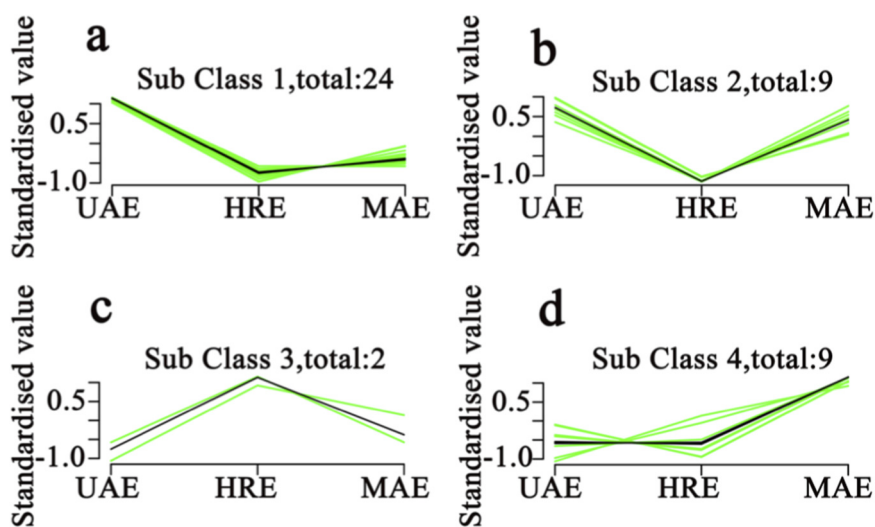 a
Sub Class 1,total:24
Standardised value
0.5
-1.0
UAE HRE MAE
b
Sub Class 2,total:9
Standardised value
0.5
-1.0
UAE HRE MAE
c
Sub Class 3,total:2
Standardised value
0.5
-1.0
UAE HRE MAE
d
Sub Class 4,total:9
Standardised value
0.5
-1.0
UAE HRE MAE